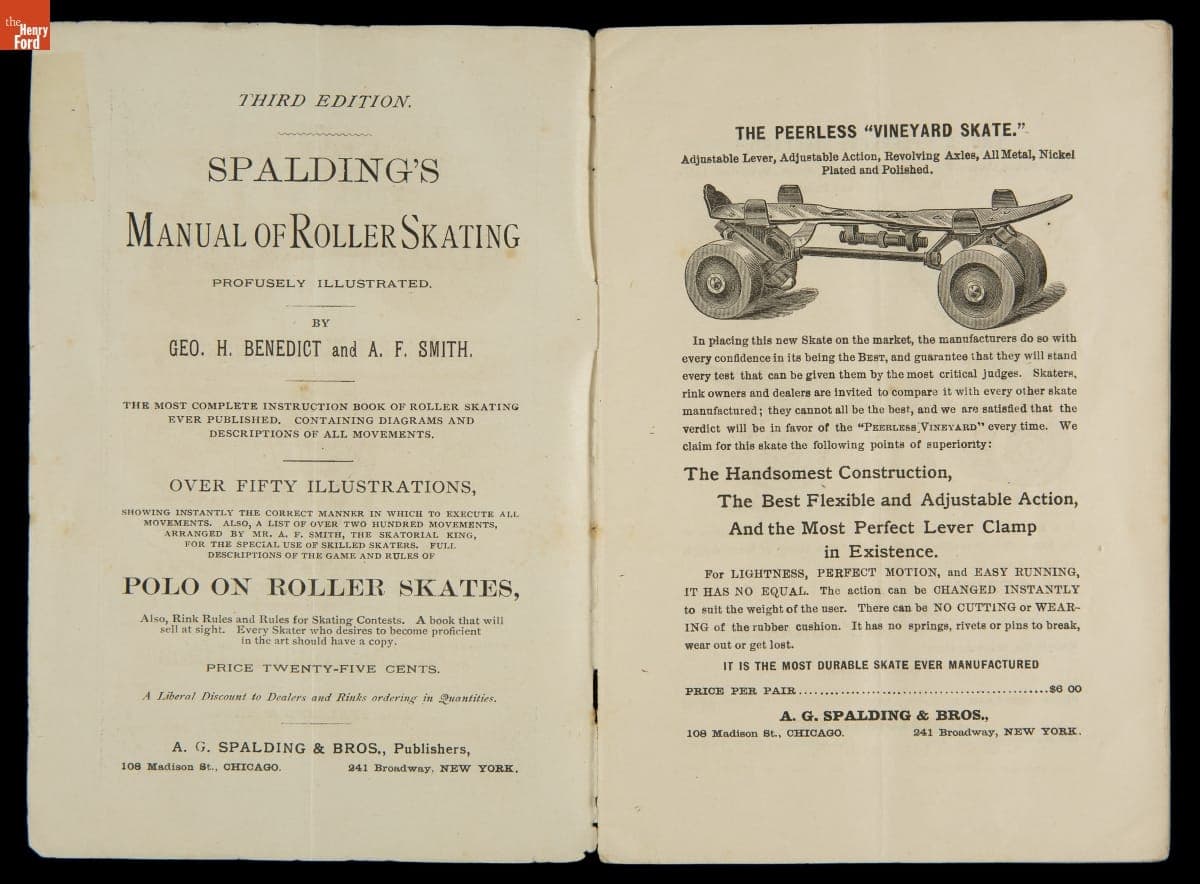 the
Henry
Ford
THIRD EDITION.
SPALDING'S
MANUAL OF ROLLER SKATING
PROFUSELY ILLUSTRATED.
BY
GEO. H. BENEDICT and A. F. SMITH.
THE MOST COMPLETE INSTRUCTION BOOK OF ROLLER SKATING
EVER PUBLISHED. CONTAINING DIAGRAMS AND
DESCRIPTIONS OF ALL MOVEMENTS.
OVER FIFTY ILLUSTRATIONS,
SHOWING INSTANTLY THE CORRECT MANNER IN WHICH TO EXECUTE ALL
MOVEMENTS. ALSO, A LIST OF OVER TWO HUNDRED MOVEMENTS,
ARRANGED BY MR. A. F. SMITH, THE SKATORIAL KING,
FOR THE SPECIAL USE OF SKILLED SKATERS. FULL
DESCRIPTIONS OF THE GAME AND RULES OF
POLO ON ROLLER SKATES,
Also, Rink Rules and Rules for Skating Contests. A book that will
sell at sight. Every Skater who desires to become proficient
in the art should have a copy.
PRICE TWENTY-FIVE CENTS.
A Liberal Discount to Dealers and Rinks ordering in Quantities.
A. G. SPALDING & BROS., Publishers,
108 Madison St., CHICAGO. 241 Broadway, NEW YORK.
THE PEERLESS "VINEYARD SKATE."
Adjustable Lever, Adjustable Action, Revolving Axles, All Metal, Nickel
Plated and Polished.
In placing this new Skate on the market, the manufacturers do so with
every confidence in its being the BEST, and guarantee that they will stand
every test that can be given them by the most critical judges. Skaters,
rink owners and dealers are invited to compare it with every other skate
manufactured; they cannot all be the best, and we are satisfied that the
verdict will be in favor of the "PEERLESS VINEYARD" every time. We
claim for this skate the following points of superiority:
The Handsomest Construction,
The Best Flexible and Adjustable Action,
And the Most Perfect Lever Clamp
in Existence.
For LIGHTNESS, PERFECT MOTION, and EASY RUNNING,
IT HAS NO EQUAL. The action can be CHANGED INSTANTLY
to suit the weight of the user. There can be NO CUTTING or WEAR-
ING of the rubber cushion. It has no springs, rivets or pins to break,
wear out or get lost.
IT IS THE MOST DURABLE SKATE EVER MANUFACTURED
PRICE PER PAIR................................................$6 00
A. G. SPALDING & BROS.,
108 Madison St., CHICAGO. 241 Broadway, NEW YORK.